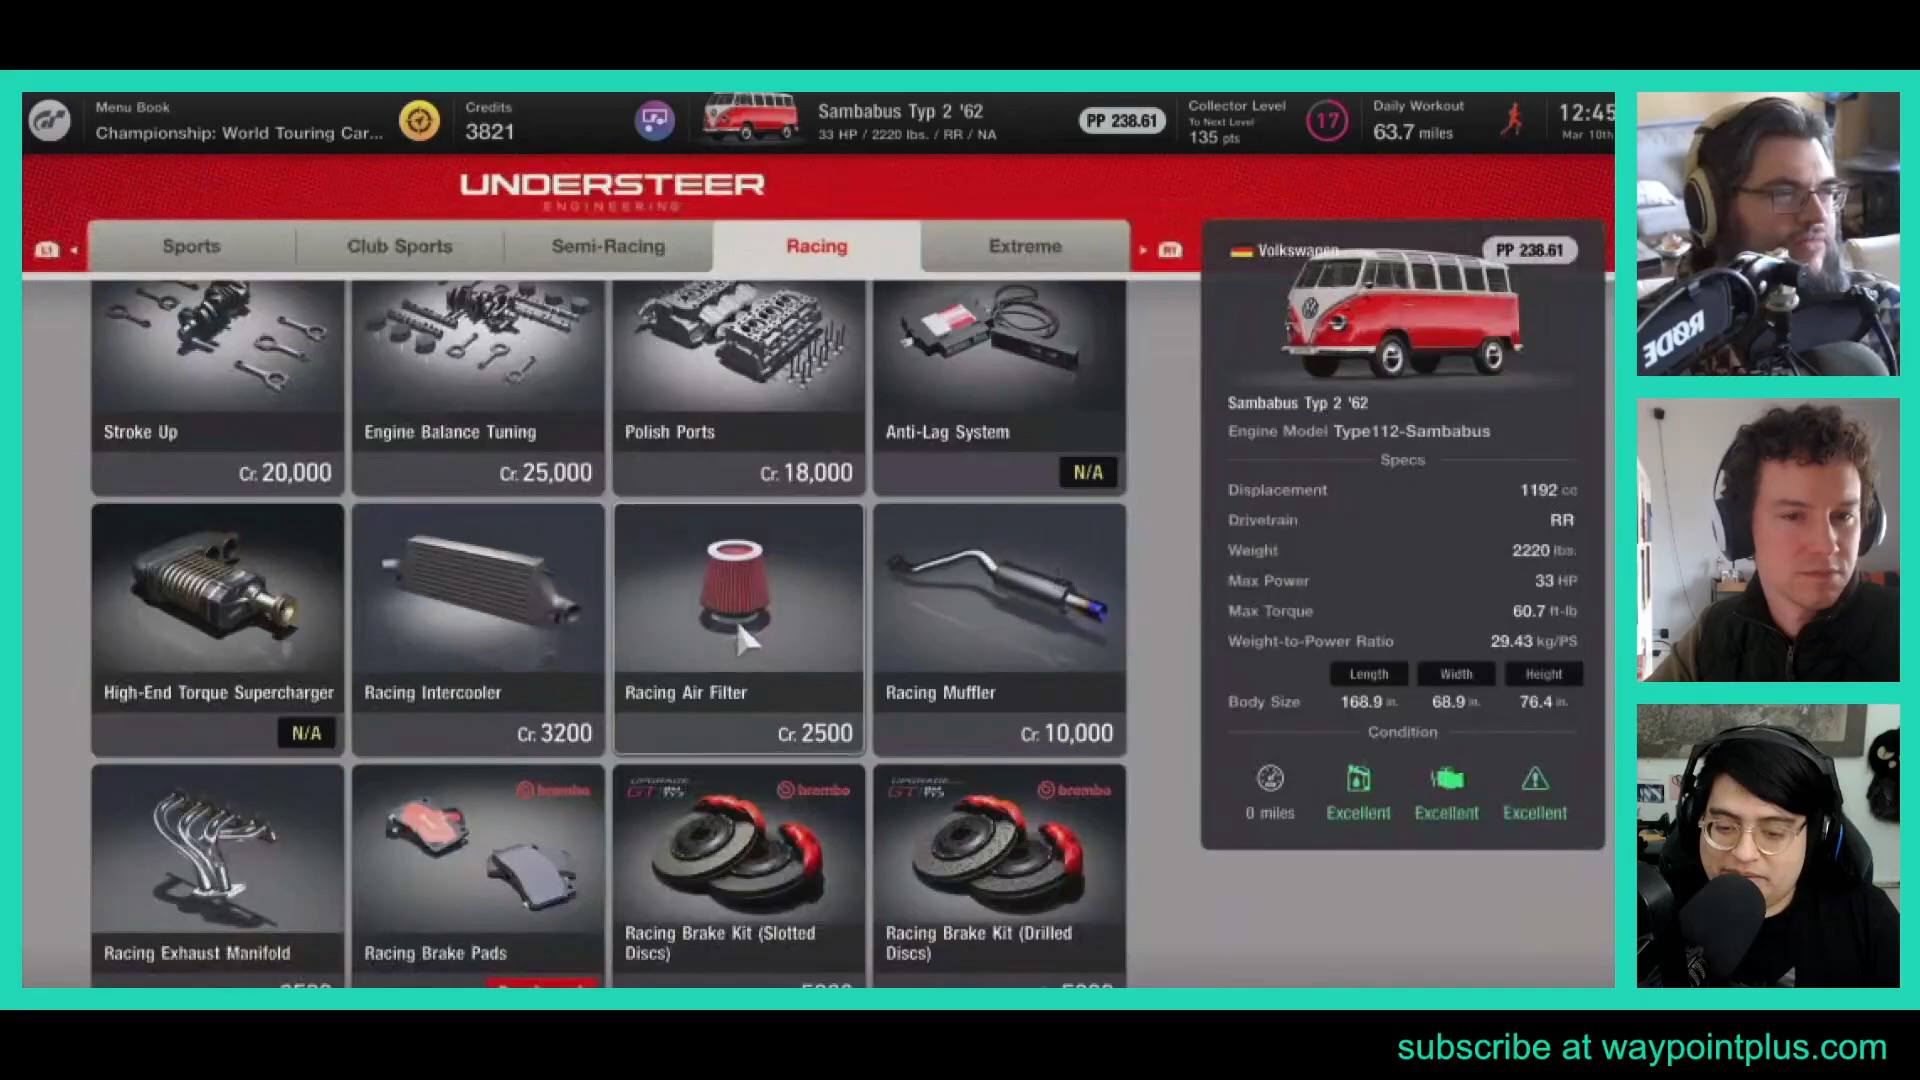 Menu Book
Championship: World Touring Car...
Credits
3821
Sambabus Typ 2 '62
33 HP / 2220 lbs. / RR / NA
PP 238.61
Collector Level
To Next Level
135 pts
17
Daily Workout
63.7 miles
12:45
Mar 10th
UNDERSTEER
ENGINEERING
L1
Sports
Club Sports
Semi-Racing
Racing
Extreme
R1
Stroke Up
Cr. 20,000
Engine Balance Tuning
Cr. 25,000
Polish Ports
Cr. 18,000
Anti-Lag System
N/A
High-End Torque Supercharger
N/A
Racing Intercooler
Cr. 3200
Racing Air Filter
Cr. 2500
Racing Muffler
Cr. 10,000
Racing Exhaust Manifold
brembo
Racing Brake Pads
UPGRADE
GT
brembo
Racing Brake Kit (Slotted
Discs)
UPGRADE
GT
brembo
Racing Brake Kit (Drilled
Discs)
Volkswagen
PP 238.61
Sambabus Typ 2 '62
Engine Model Type112-Sambabus
Specs
Displacement 1192 cc
Drivetrain RR
Weight 2220 lbs.
Max Power 33 HP
Max Torque 60.7 ft-lb
Weight-to-Power Ratio 29.43 kg/PS
Length Width Height
Body Size 168.9 in. 68.9 in. 76.4 in.
Condition
0 miles Excellent Excellent Excellent
RØDE
subscribe at waypointplus.com